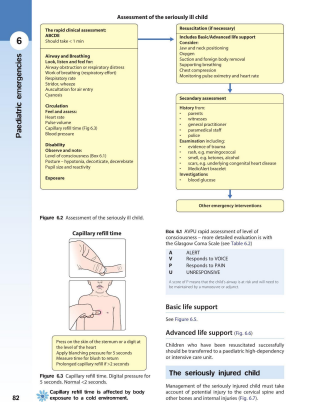 Assessment of the seriously ill child
6
Paediatric emergencies
The rapid clinical assessment:
ABCDE
Should take < 1 min
Airway and Breathing
Look, listen and feel for:
Airway obstruction or respiratory distress
Work of breathing (respiratory effort)
Respiratory rate
Stridor, wheeze
Auscultation for air entry
Cyanosis
Circulation
Feel and assess:
Heart rate
Pulse volume
Capillary refill time (Fig 6.3)
Blood pressure
Disability
Observe and note:
Level of consciousness (Box 6.1)
Posture – hypotonia, decorticate, decerebrate
Pupil size and reactivity
Exposure
Resuscitation (if necessary)
Includes Basic/Advanced life support
Consider:
Jaw and neck positioning
Oxygen
Suction and foreign body removal
Supporting breathing
Chest compression
Monitoring pulse oximetry and heart rate
Secondary assessment
History from:
• parents
• witnesses
• general practitioner
• paramedical staff
• police
Examination including:
• evidence of trauma
• rash, e.g. meningococcal
• smell, e.g. ketones, alcohol
• scars, e.g. underlying congenital heart disease
• MedicAlert bracelet
Investigations
• blood glucose
Other emergency interventions
Figure 6.2 Assessment of the seriously ill child.
Capillary refill time
Press on the skin of the sternum or a digit at
the level of the heart
Apply blanching pressure for 5 seconds
Measure time for blush to return
Prolonged capillary refill if >2 seconds
Figure 6.3 Capillary refill time. Digital pressure for
5 seconds. Normal <2 seconds.
Capillary refill time is affected by body
exposure to a cold environment.
82
Box 6.1 AVPU rapid assessment of level of
consciousness – more detailed evaluation is with
the Glasgow Coma Scale (see Table 6.2)
A ALERT
V Responds to VOICE
P Responds to PAIN
U UNRESPONSIVE
A score of P means that the child's airway is at risk and will need to
be maintained by a manoeuvre or adjunct
Basic life support
See Figure 6.5.
Advanced life support (Fig. 6.6)
Children who have been resuscitated successfully
should be transferred to a paediatric high-dependency
or intensive care unit.
The seriously injured child
Management of the seriously injured child must take
account of potential injury to the cervical spine and
other bones and internal injuries (Fig. 6.7).